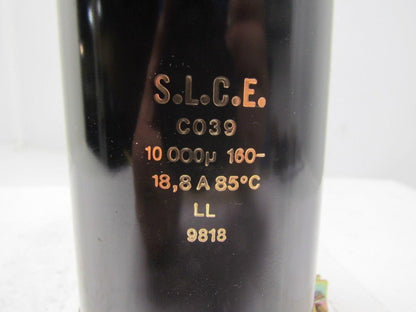 S.L.C.E.
C039
10 000µ 160-
18,8 A 85°C
LL
9818